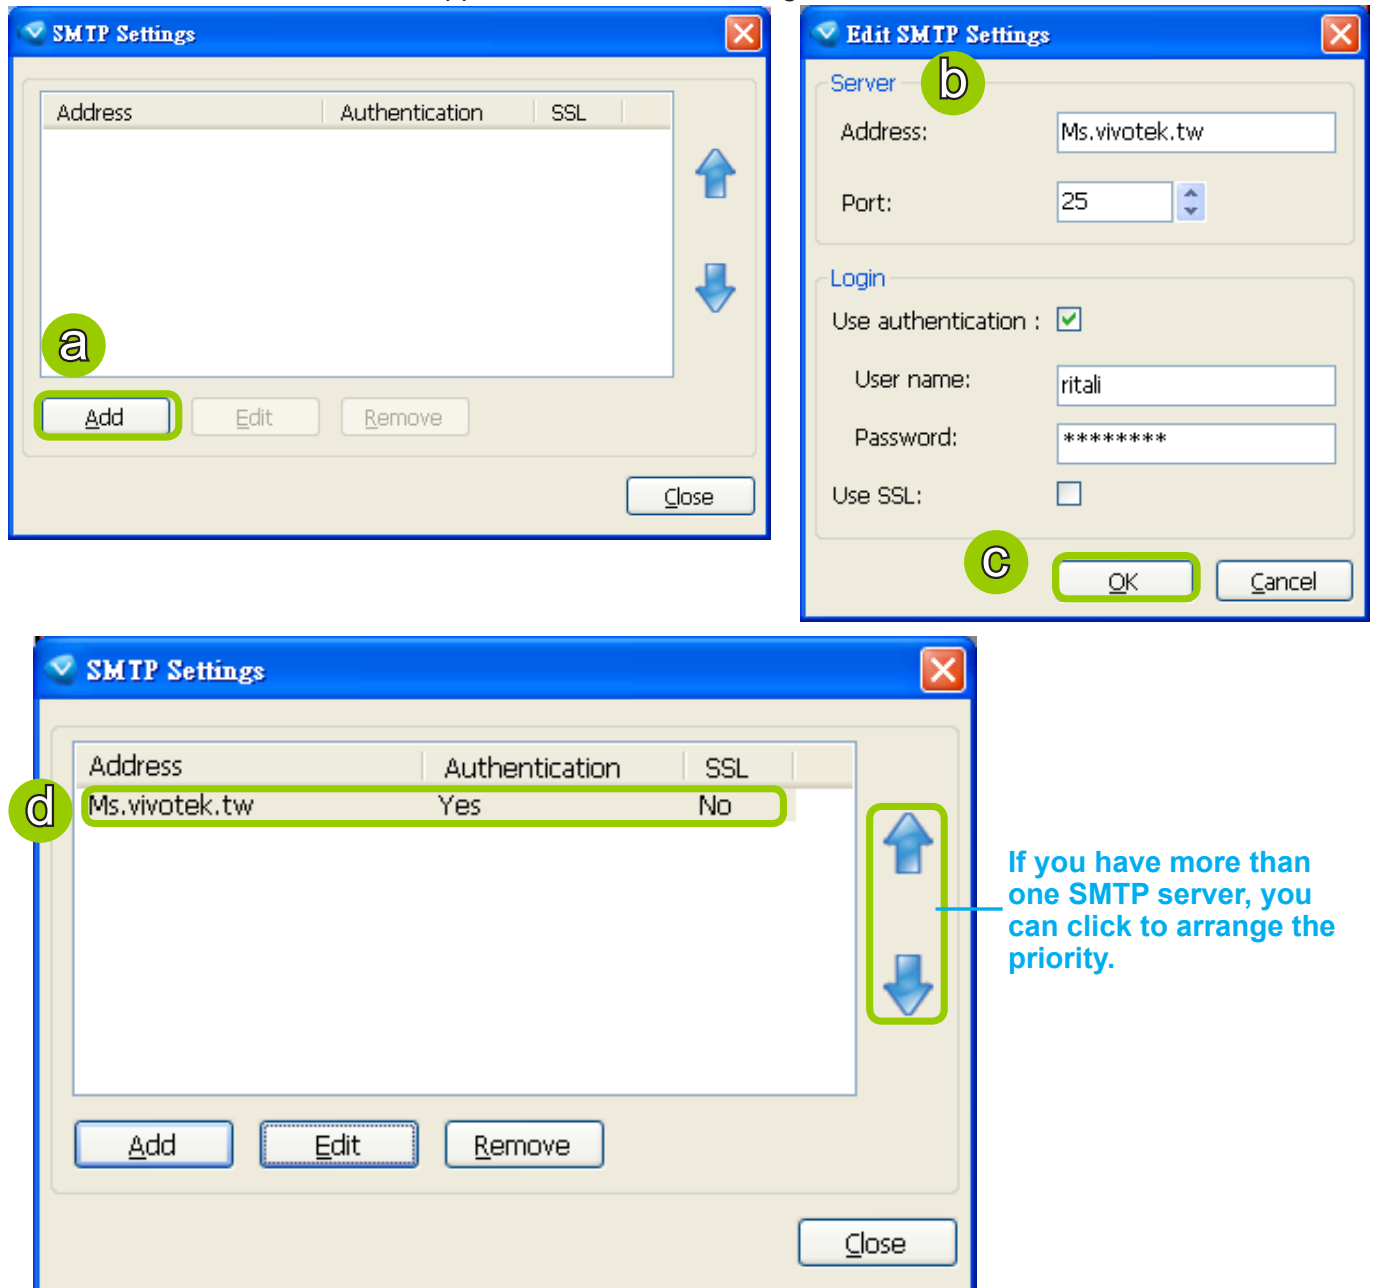 SMTP Settings
Address Authentication SSL
a
Add Edit Remove
Close
Edit SMTP Settings
b
Server
Address: Ms.vivotek.tw
Port: 25
Login
Use authentication :
User name: ritali
Password: ********
Use SSL:
c
OK Cancel
SMTP Settings
Address Authentication SSL
d
Ms.vivotek.tw Yes No
If you have more than
one SMTP server, you
can click to arrange the
priority.
Add Edit Remove
Close